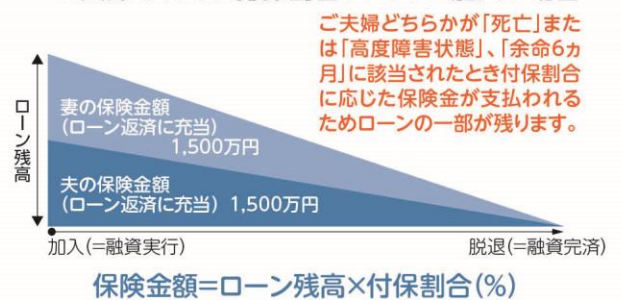 ご夫婦どちらかが「死亡」また
は「高度障害状態」、「余命6ヵ
月」に該当されたとき付保割合
に応じた保険金が支払われる
ためローンの一部が残ります。
ローン残高
妻の保険金額
(ローン返済に充当)
1,500万円
夫の保険金額
(ローン返済に充当) 1,500万円
加入(=融資実行)
脱退(=融資完済)
保険金額=ローン残高×付保割合(%)